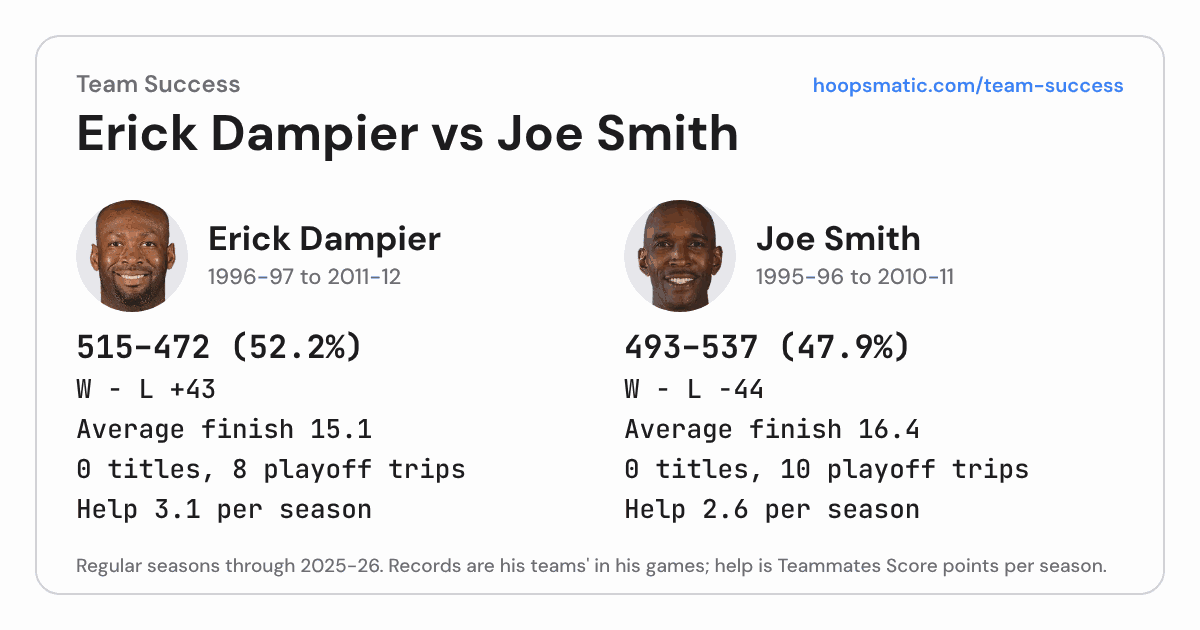 Team Success
hoopsmatic.com/team-success
Erick Dampier vs Joe Smith
Erick Dampier
1996-97 to 2011-12
515-472 (52.2%)
W - L +43
Average finish 15.1
0 titles, 8 playoff trips
Help 3.1 per season
Joe Smith
1995-96 to 2010-11
493-537 (47.9%)
W - L -44
Average finish 16.4
0 titles, 10 playoff trips
Help 2.6 per season
Regular seasons through 2025-26. Records are his teams' in his games; help is Teammates Score points per season.